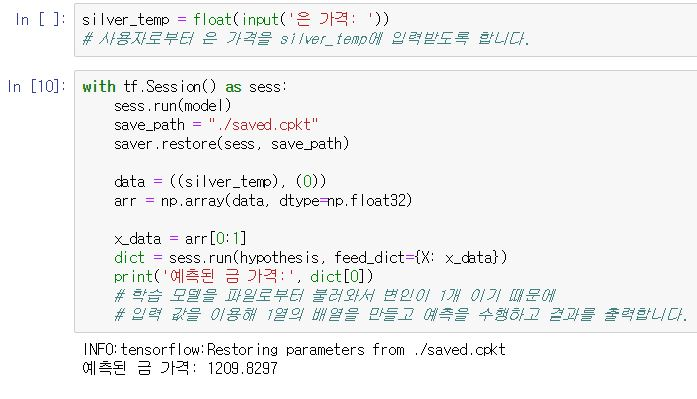 In [ ]: silver_temp = float(input('은 가격: '))
# 사용자로부터 은 가격을 silver_temp에 입력받도록 합니다.
In [10]: with tf.Session() as sess:
sess.run(model)
save_path = "./saved.cpkt"
saver.restore(sess, save_path)
data = ((silver_temp), (0))
arr = np.array(data, dtype=np.float32)
x_data = arr[0:1]
dict = sess.run(hypothesis, feed_dict={X: x_data})
print('예측된 금 가격:', dict[0])
# 학습 모델을 파일로부터 불러와서 변인이 1개 이기 때문에
# 입력 값을 이용해 1열의 배열을 만들고 예측을 수행하고 결과를 출력합니다.
INFO:tensorflow:Restoring parameters from ./saved.cpkt
예측된 금 가격: 1209.8297